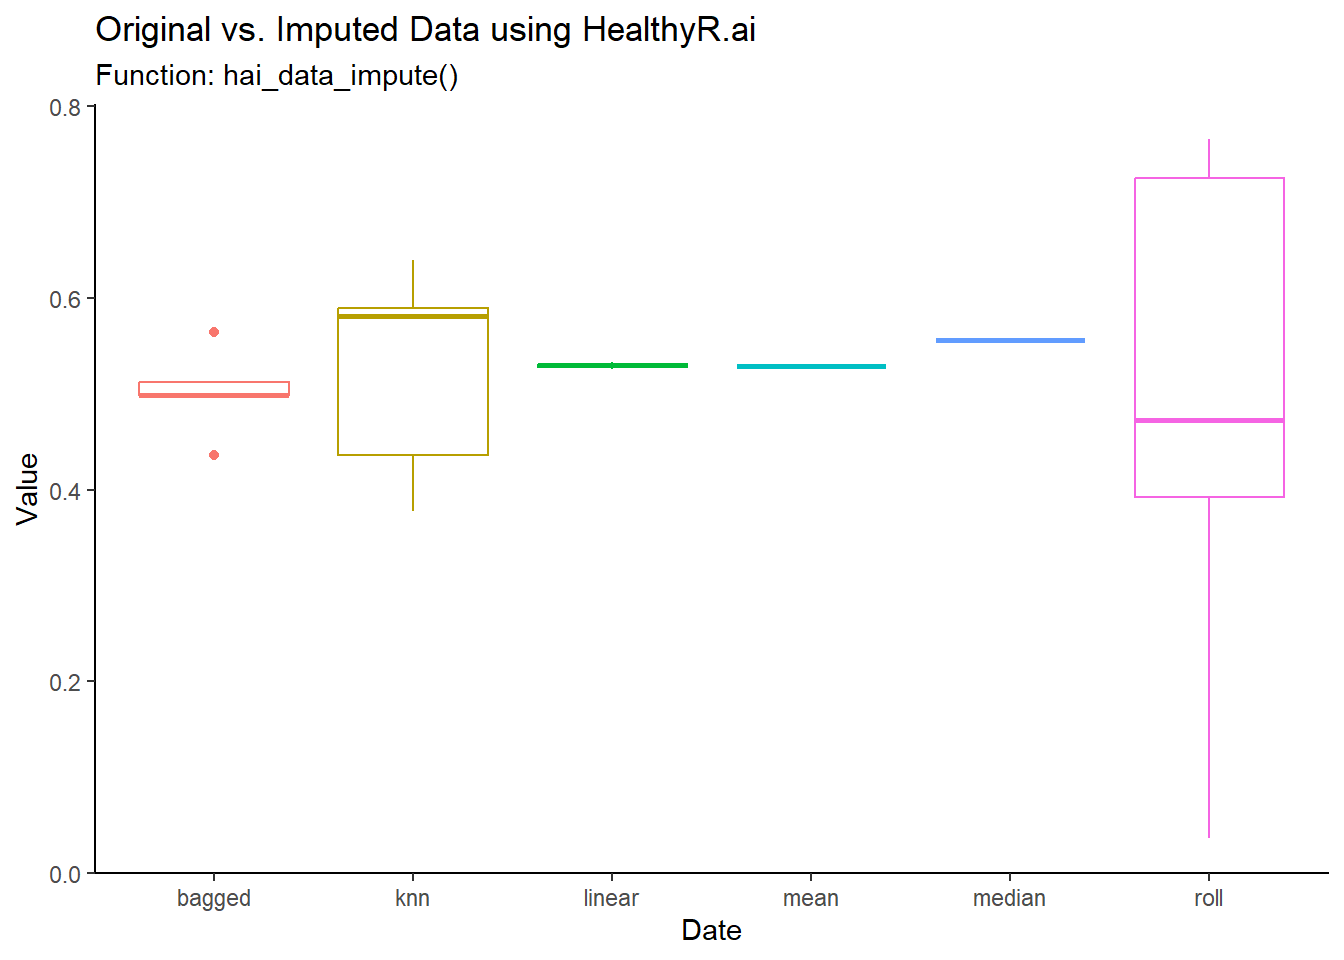 Original vs. Imputed Data using HealthyR.ai
Function: hai_data_impute()
0.8
0.6
0.4
0.2
0.0
Value
bagged knn linear mean median roll
Date